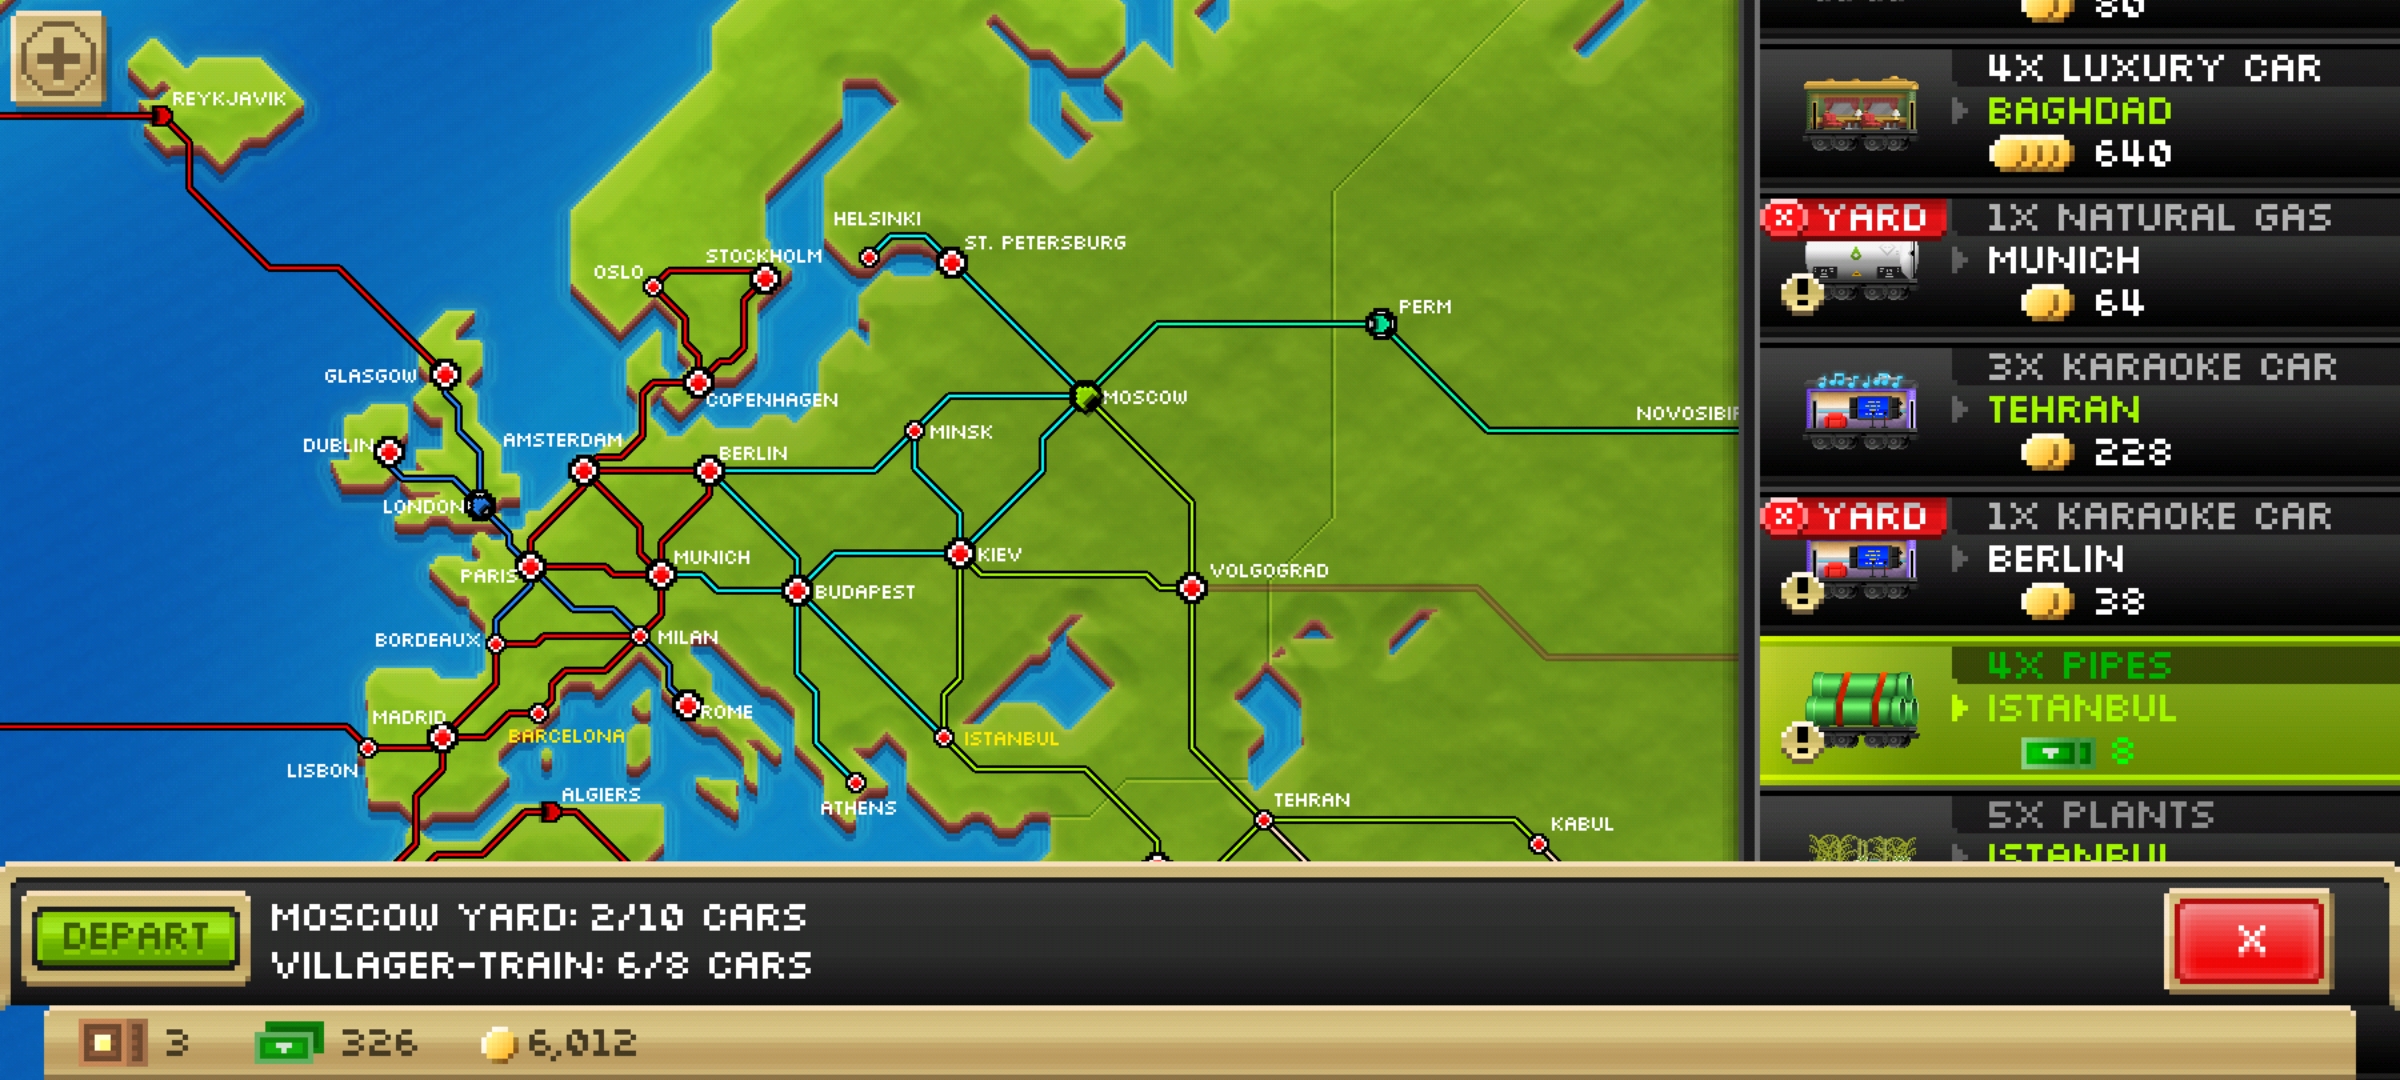 80
4X LUXURY CAR
BAGHDAD
640
YARD
1X NATURAL GAS
MUNICH
64
3X KARAOKE CAR
TEHRAN
228
YARD
1X KARAOKE CAR
BERLIN
38
4X PIPES
ISTANBUL
8
5X PLANTS
ISTANBUL
REYKJAVIK
HELSINKI
ST. PETERSBURG
STOCKHOLM
OSLO
PERM
GLASGOW
COPENHAGEN
MOSCOW
NOVOSIBIR
DUBLIN
AMSTERDAM
MINSK
BERLIN
LONDON
MUNICH
KIEV
PARIS
VOLGOGRAD
BUDAPEST
BORDEAUX
MILAN
MADRID
ROME
BARCELONA
ISTANBUL
LISBON
ALGIERS
ATHENS
TEHRAN
KABUL
DEPART
MOSCOW YARD: 2/10 CARS
VILLAGER-TRAIN: 6/8 CARS
X
3
326
6,012